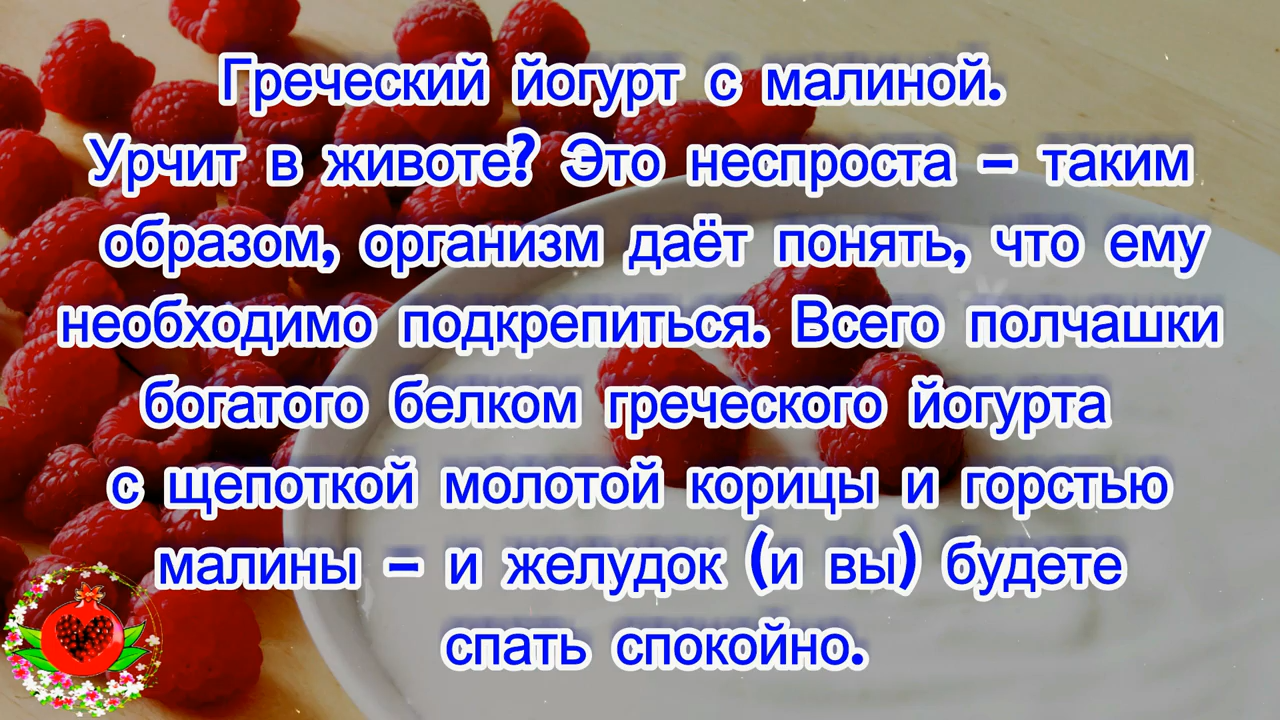 Греческий йогурт с малиной.
Урчит в животе? Это неспроста – таким
образом, организм даёт понять, что ему
необходимо подкрепиться. Всего полчашки
богатого белком греческого йогурта
с щепоткой молотой корицы и горстью
малины – и желудок (и вы) будете
спать спокойно.